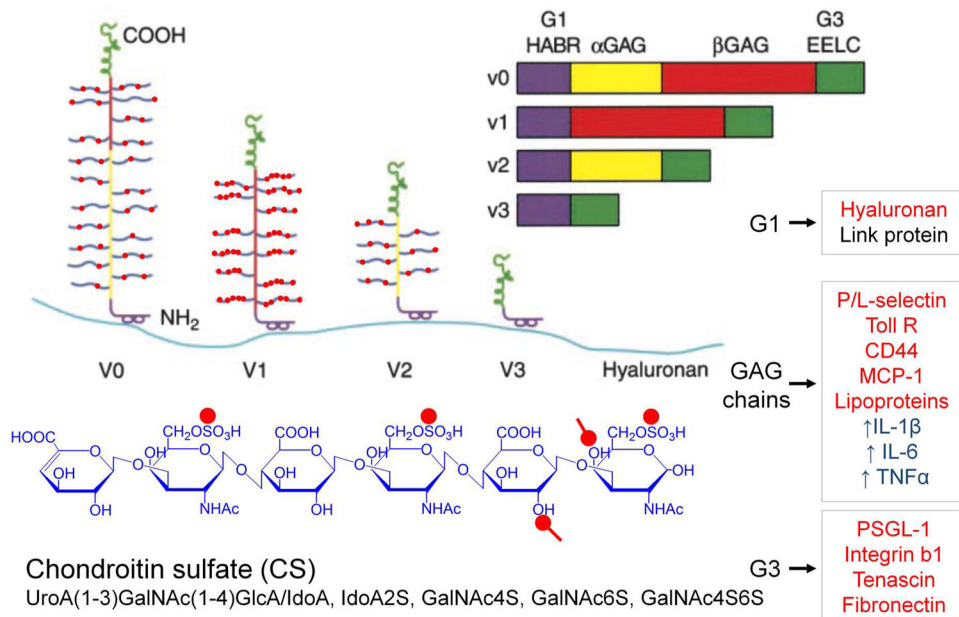 COOH
NH2
V0
V1
V2
V3
Hyaluronan
G1
G3
HABR
αGAG
βGAG
EELC
v0
v1
v2
v3
G1
Hyaluronan
Link protein
GAG
chains
P/L-selectin
Toll R
CD44
MCP-1
Lipoproteins
↑IL-1β
↑ IL-6
↑ TNFα
G3
PSGL-1
Integrin b1
Tenascin
Fibronectin
HOOC
O
OH
OH
O
CH2OSO3H
OH
O
NHAc
O
COOH
O
OH
OH
O
CH2OSO3H
OH
O
NHAc
O
COOH
O
OH
OH
O
CH2OSO3H
OH
O
OH
NHAc
Chondroitin sulfate (CS)
UroA(1-3)GalNAc(1-4)GlcA/IdoA, IdoA2S, GalNAc4S, GalNAc6S, GalNAc4S6S